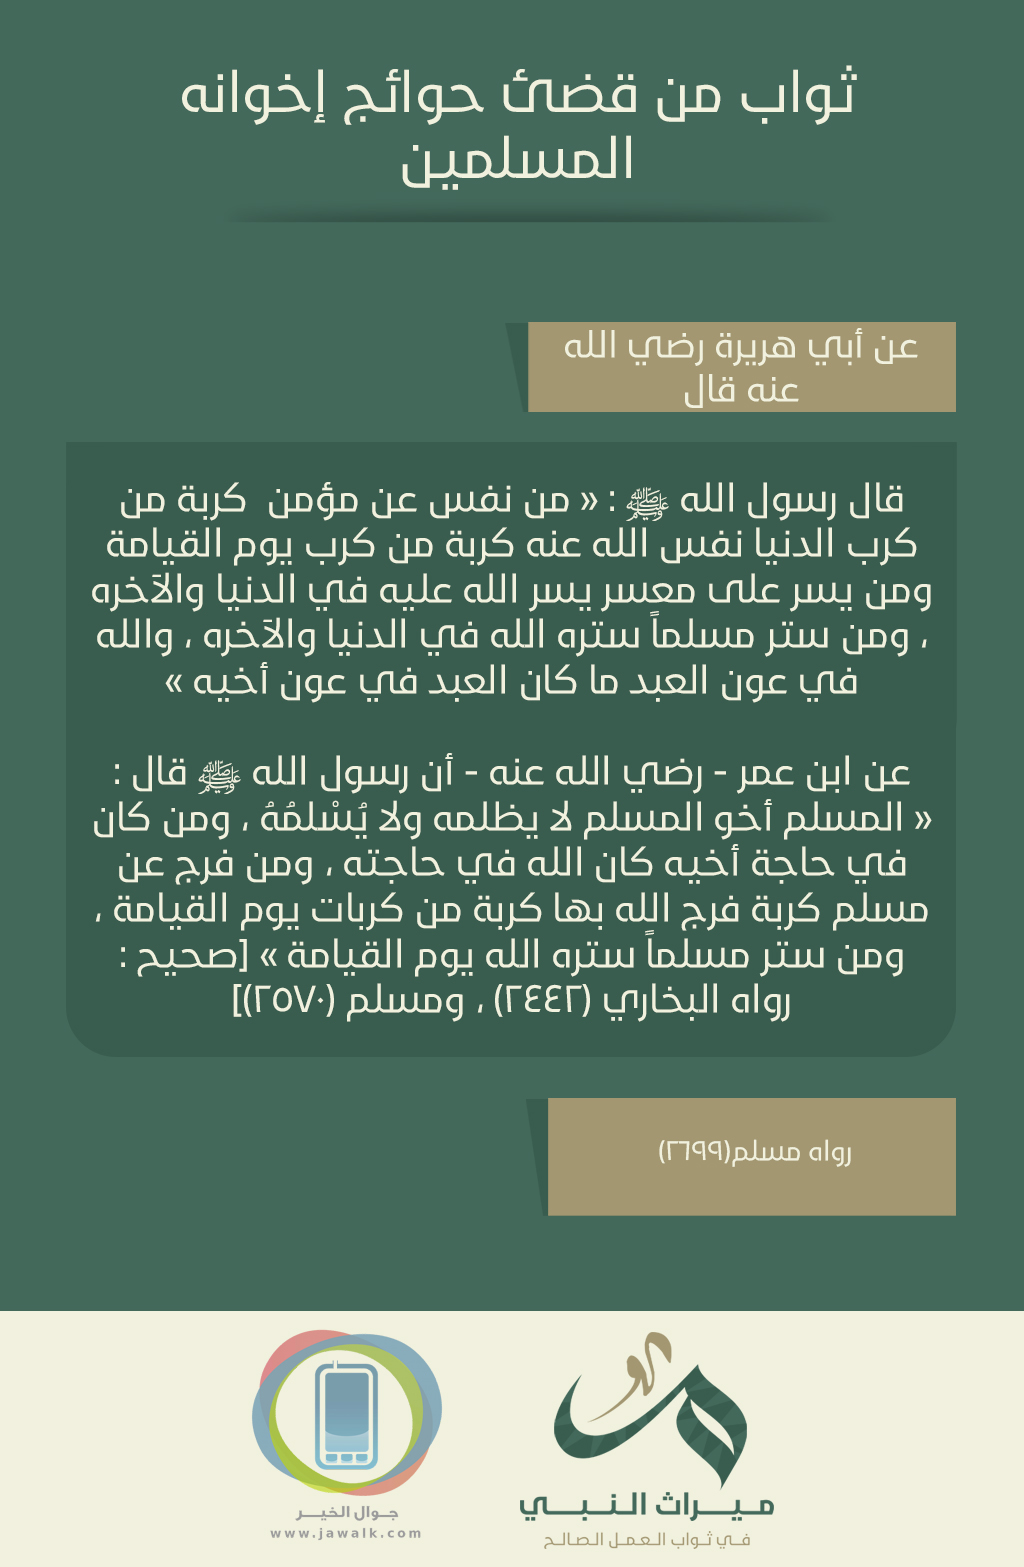 ثواب من قضئ حوائج إخوانه
المسلمين
عن أبي هريرة رضي الله
عنه قال
قال رسول الله ﷺ : « من نفس عن مؤمن كربة من
كرب الدنيا نفس الله عنه كربة من كرب يوم القيامة
ومن يسر على معسر يسر الله عليه في الدنيا والآخره
، ومن ستر مسلماً ستره الله في الدنيا والآخره ، والله
في عون العبد ما كان العبد في عون أخيه »
عن ابن عمر - رضي الله عنه - أن رسول الله ﷺ قال :
« المسلم أخو المسلم لا يظلمه ولا يُسْلمُهُ ، ومن كان
في حاجة أخيه كان الله في حاجته ، ومن فرج عن
مسلم كربة فرج الله بها كربة من كربات يوم القيامة ،
ومن ستر مسلماً ستره الله يوم القيامة » [صحيح :
رواه البخاري (٢٤٤٢) ، ومسلم (٢٥٧٠)]
رواه مسلم(٢٦٩٩)
ميراث النبي
في ثواب العمل الصالح
جوال الخير
www.jawalk.com